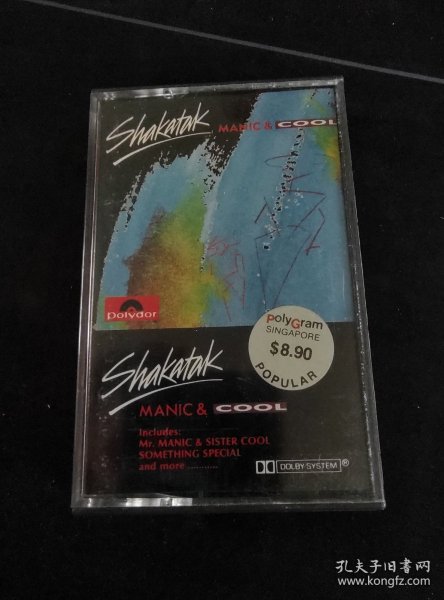 Shakatak
MANIC & COOL
polydor
PolyGram
SINGAPORE
$8.90
POPULAR
Shakatak
MANIC & COOL
Includes:
Mr. MANIC & SISTER COOL
SOMETHING SPECIAL
and more ...........
DOLBY SYSTEM®
孔夫子旧书网
www.kongfz.com